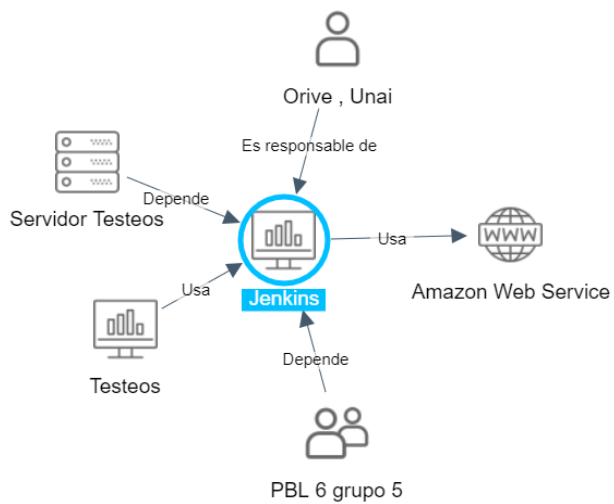 Orive , Unai
Es responsable de
Servidor Testeos
Depende
Jenkins
Usa
WWW
Amazon Web Service
Usa
Testeos
Depende
PBL 6 grupo 5